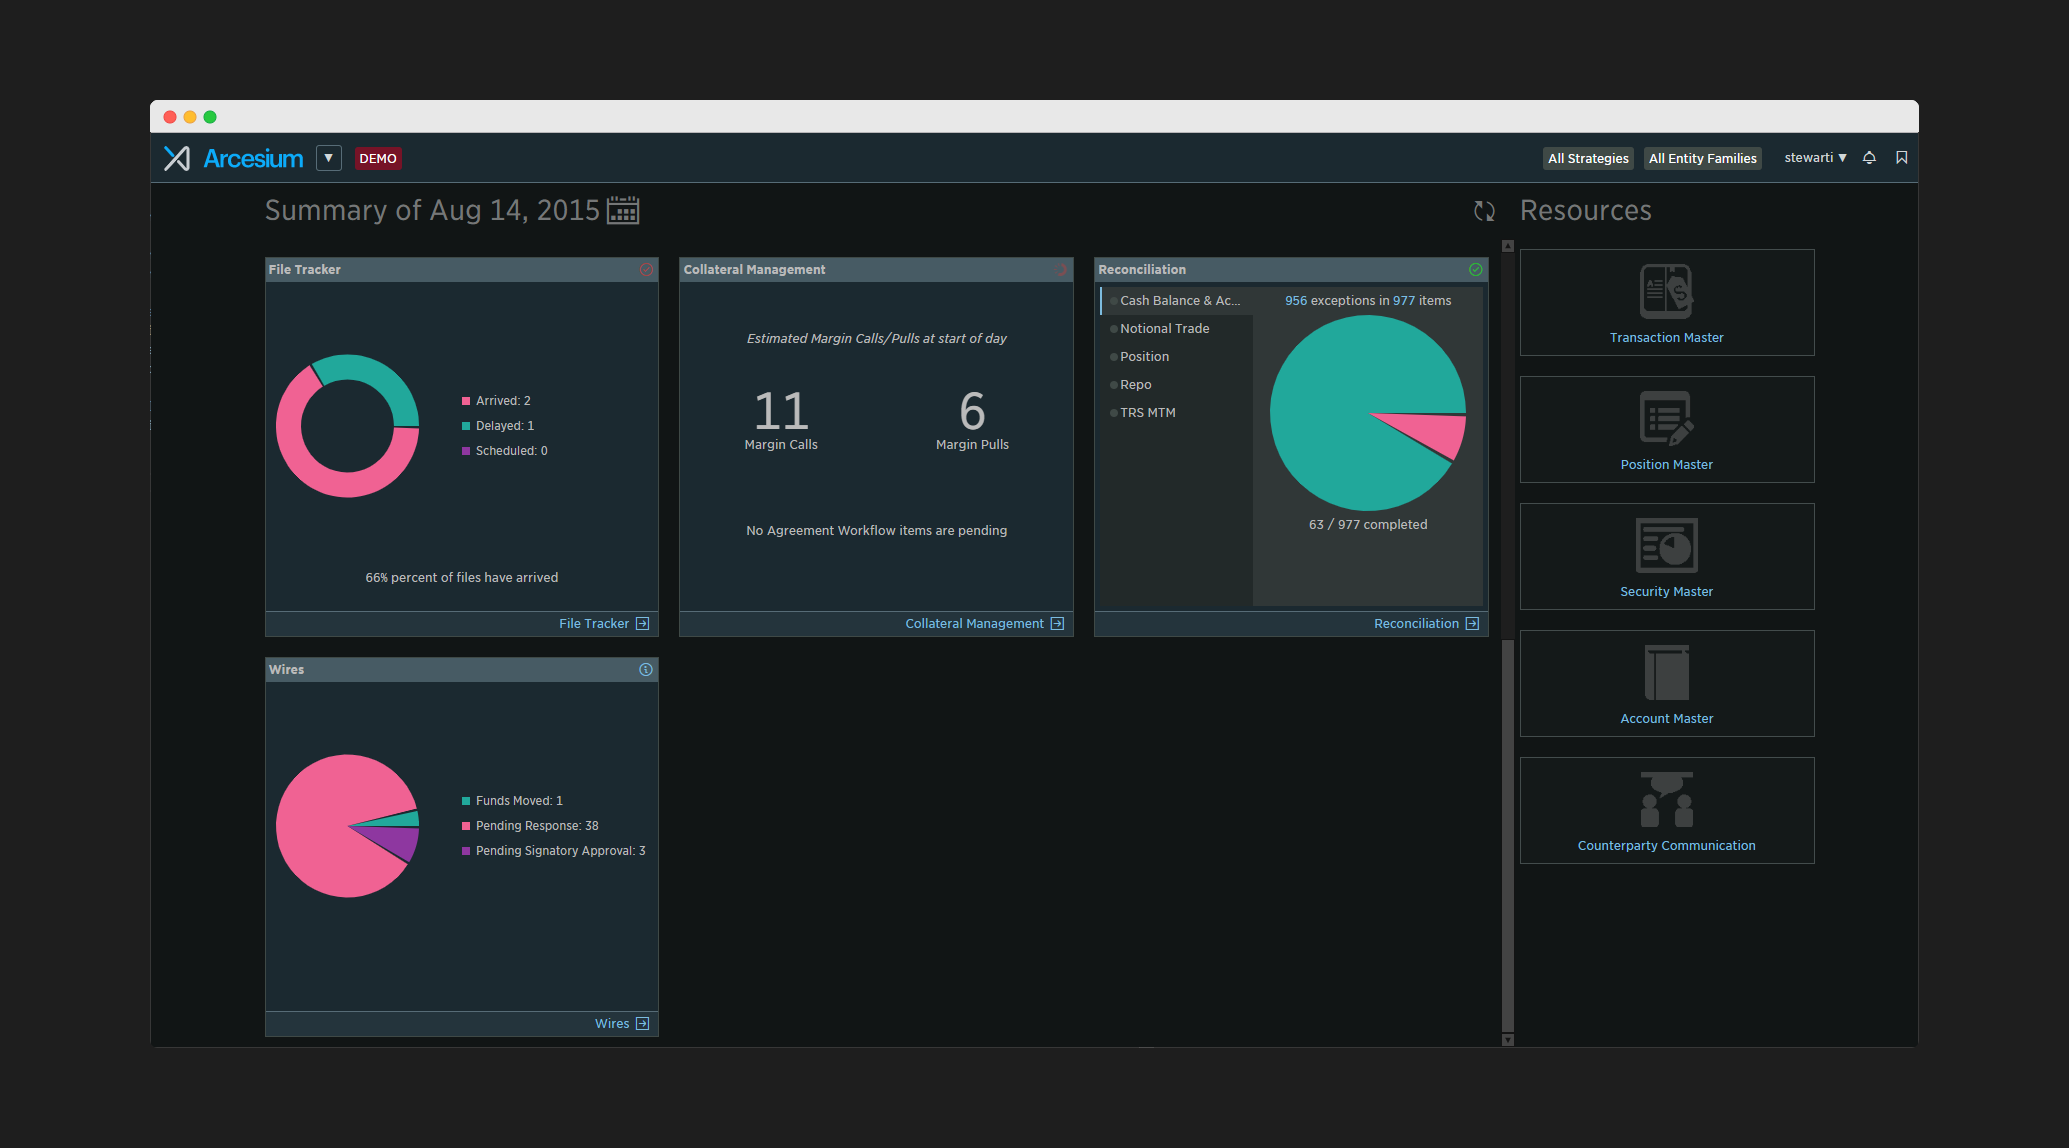 Arcesium
DEMO
All Strategies
All Entity Families
stewarti
Summary of Aug 14, 2015
Resources
File Tracker
Arrived: 2
Delayed: 1
Scheduled: 0
66% percent of files have arrived
File Tracker
Collateral Management
Estimated Margin Calls/Pulls at start of day
11
Margin Calls
6
Margin Pulls
No Agreement Workflow items are pending
Collateral Management
Reconciliation
Cash Balance & Ac...
Notional Trade
Position
Repo
TRS MTM
956 exceptions in 977 items
63 / 977 completed
Reconciliation
Wires
Funds Moved: 1
Pending Response: 38
Pending Signatory Approval: 3
Wires
Transaction Master
Position Master
Security Master
Account Master
Counterparty Communication